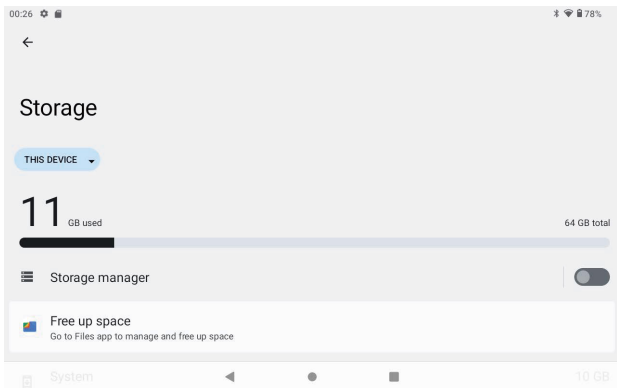 00:26 78%
Storage
THIS DEVICE
11 GB used 64 GB total
Storage manager
Free up space
Go to Files app to manage and free up space
System 10 GB